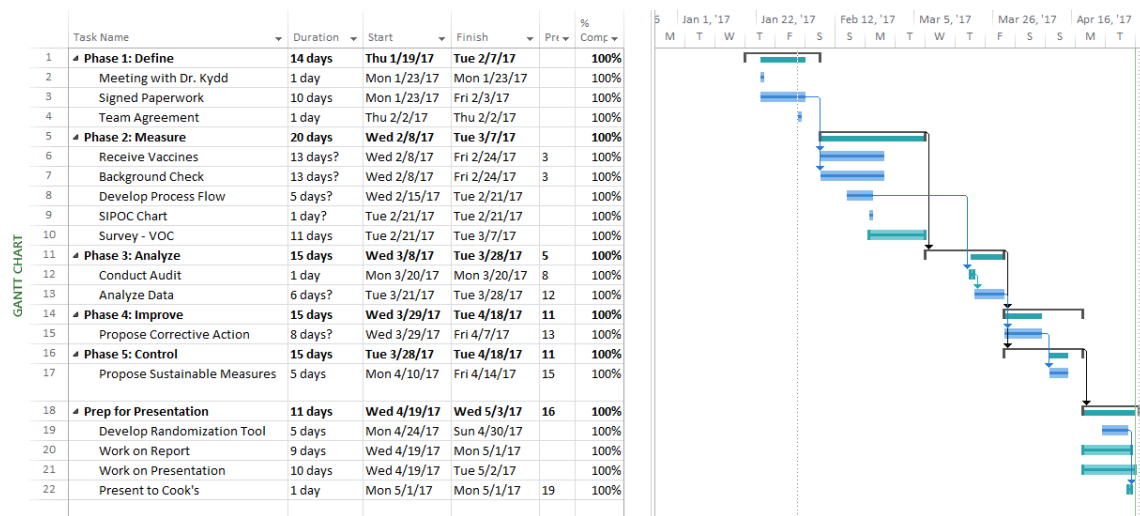 %
6 Jan 1, '17 Jan 22, '17 Feb 12, '17 Mar 5, '17 Mar 26, '17 Apr 16, '17
Task Name Duration Start Finish Pre Comp M T W T F S S M T W T F S S M T
1 Phase 1: Define 14 days Thu 1/19/17 Tue 2/7/17 100%
2 Meeting with Dr. Kydd 1 day Mon 1/23/17 Mon 1/23/17 100%
3 Signed Paperwork 10 days Mon 1/23/17 Fri 2/3/17 100%
4 Team Agreement 1 day Thu 2/2/17 Thu 2/2/17 100%
5 Phase 2: Measure 20 days Wed 2/8/17 Tue 3/7/17 100%
6 Receive Vaccines 13 days? Wed 2/8/17 Fri 2/24/17 3 100%
7 Background Check 13 days? Wed 2/8/17 Fri 2/24/17 3 100%
8 Develop Process Flow 5 days? Wed 2/15/17 Tue 2/21/17 100%
9 SIPOC Chart 1 day? Tue 2/21/17 Tue 2/21/17 100%
10 Survey - VOC 11 days Tue 2/21/17 Tue 3/7/17 100%
11 Phase 3: Analyze 15 days Wed 3/8/17 Tue 3/28/17 5 100%
12 Conduct Audit 1 day Mon 3/20/17 Mon 3/20/17 8 100%
13 Analyze Data 6 days? Tue 3/21/17 Tue 3/28/17 12 100%
14 Phase 4: Improve 15 days Wed 3/29/17 Tue 4/18/17 11 100%
15 Propose Corrective Action 8 days? Wed 3/29/17 Fri 4/7/17 13 100%
16 Phase 5: Control 15 days Tue 3/28/17 Tue 4/18/17 11 100%
17 Propose Sustainable Measures 5 days Mon 4/10/17 Fri 4/14/17 15 100%
18 Prep for Presentation 11 days Wed 4/19/17 Wed 5/3/17 16 100%
19 Develop Randomization Tool 5 days Mon 4/24/17 Sun 4/30/17 100%
20 Work on Report 9 days Wed 4/19/17 Mon 5/1/17 100%
21 Work on Presentation 10 days Wed 4/19/17 Tue 5/2/17 100%
22 Present to Cook's 1 day Mon 5/1/17 Mon 5/1/17 19 100%
GANTT CHART